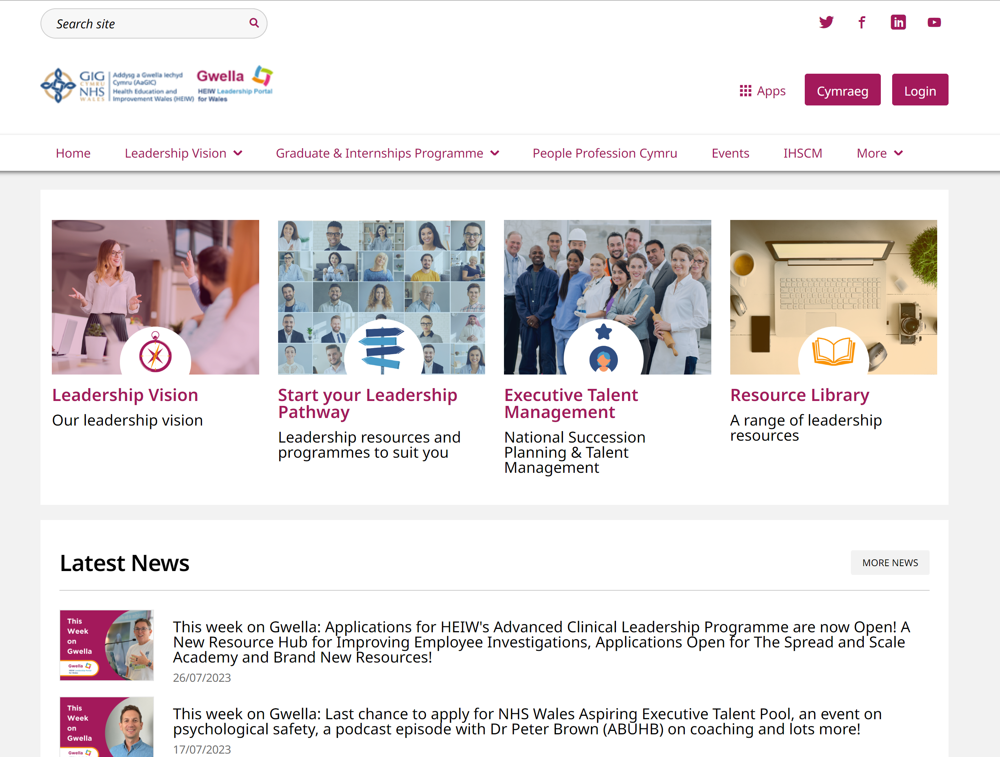 Search site
GIG
CYMRU
NHS
WALES
Addysg a Gwella Iechyd
Cymru (AaGIC)
Health Education and
Improvement Wales (HEIW)
Gwella
HEIW Leadership Portal
for Wales
Apps
Cymraeg
Login
Home
Leadership Vision
Graduate & Internships Programme
People Profession Cymru
Events
IHSCM
More
Leadership Vision
Our leadership vision
Start your Leadership
Pathway
Leadership resources and
programmes to suit you
Executive Talent
Management
National Succession
Planning & Talent
Management
Resource Library
A range of leadership
resources
Latest News
MORE NEWS
This
Week
on
Gwella
Gwella
HEIW Leadership Portal
for Wales
This week on Gwella: Applications for HEIW's Advanced Clinical Leadership Programme are now Open! A
New Resource Hub for Improving Employee Investigations, Applications Open for The Spread and Scale
Academy and Brand New Resources!
26/07/2023
This
Week
on
Gwella
Gwella
This week on Gwella: Last chance to apply for NHS Wales Aspiring Executive Talent Pool, an event on
psychological safety, a podcast episode with Dr Peter Brown (ABUHB) on coaching and lots more!
17/07/2023